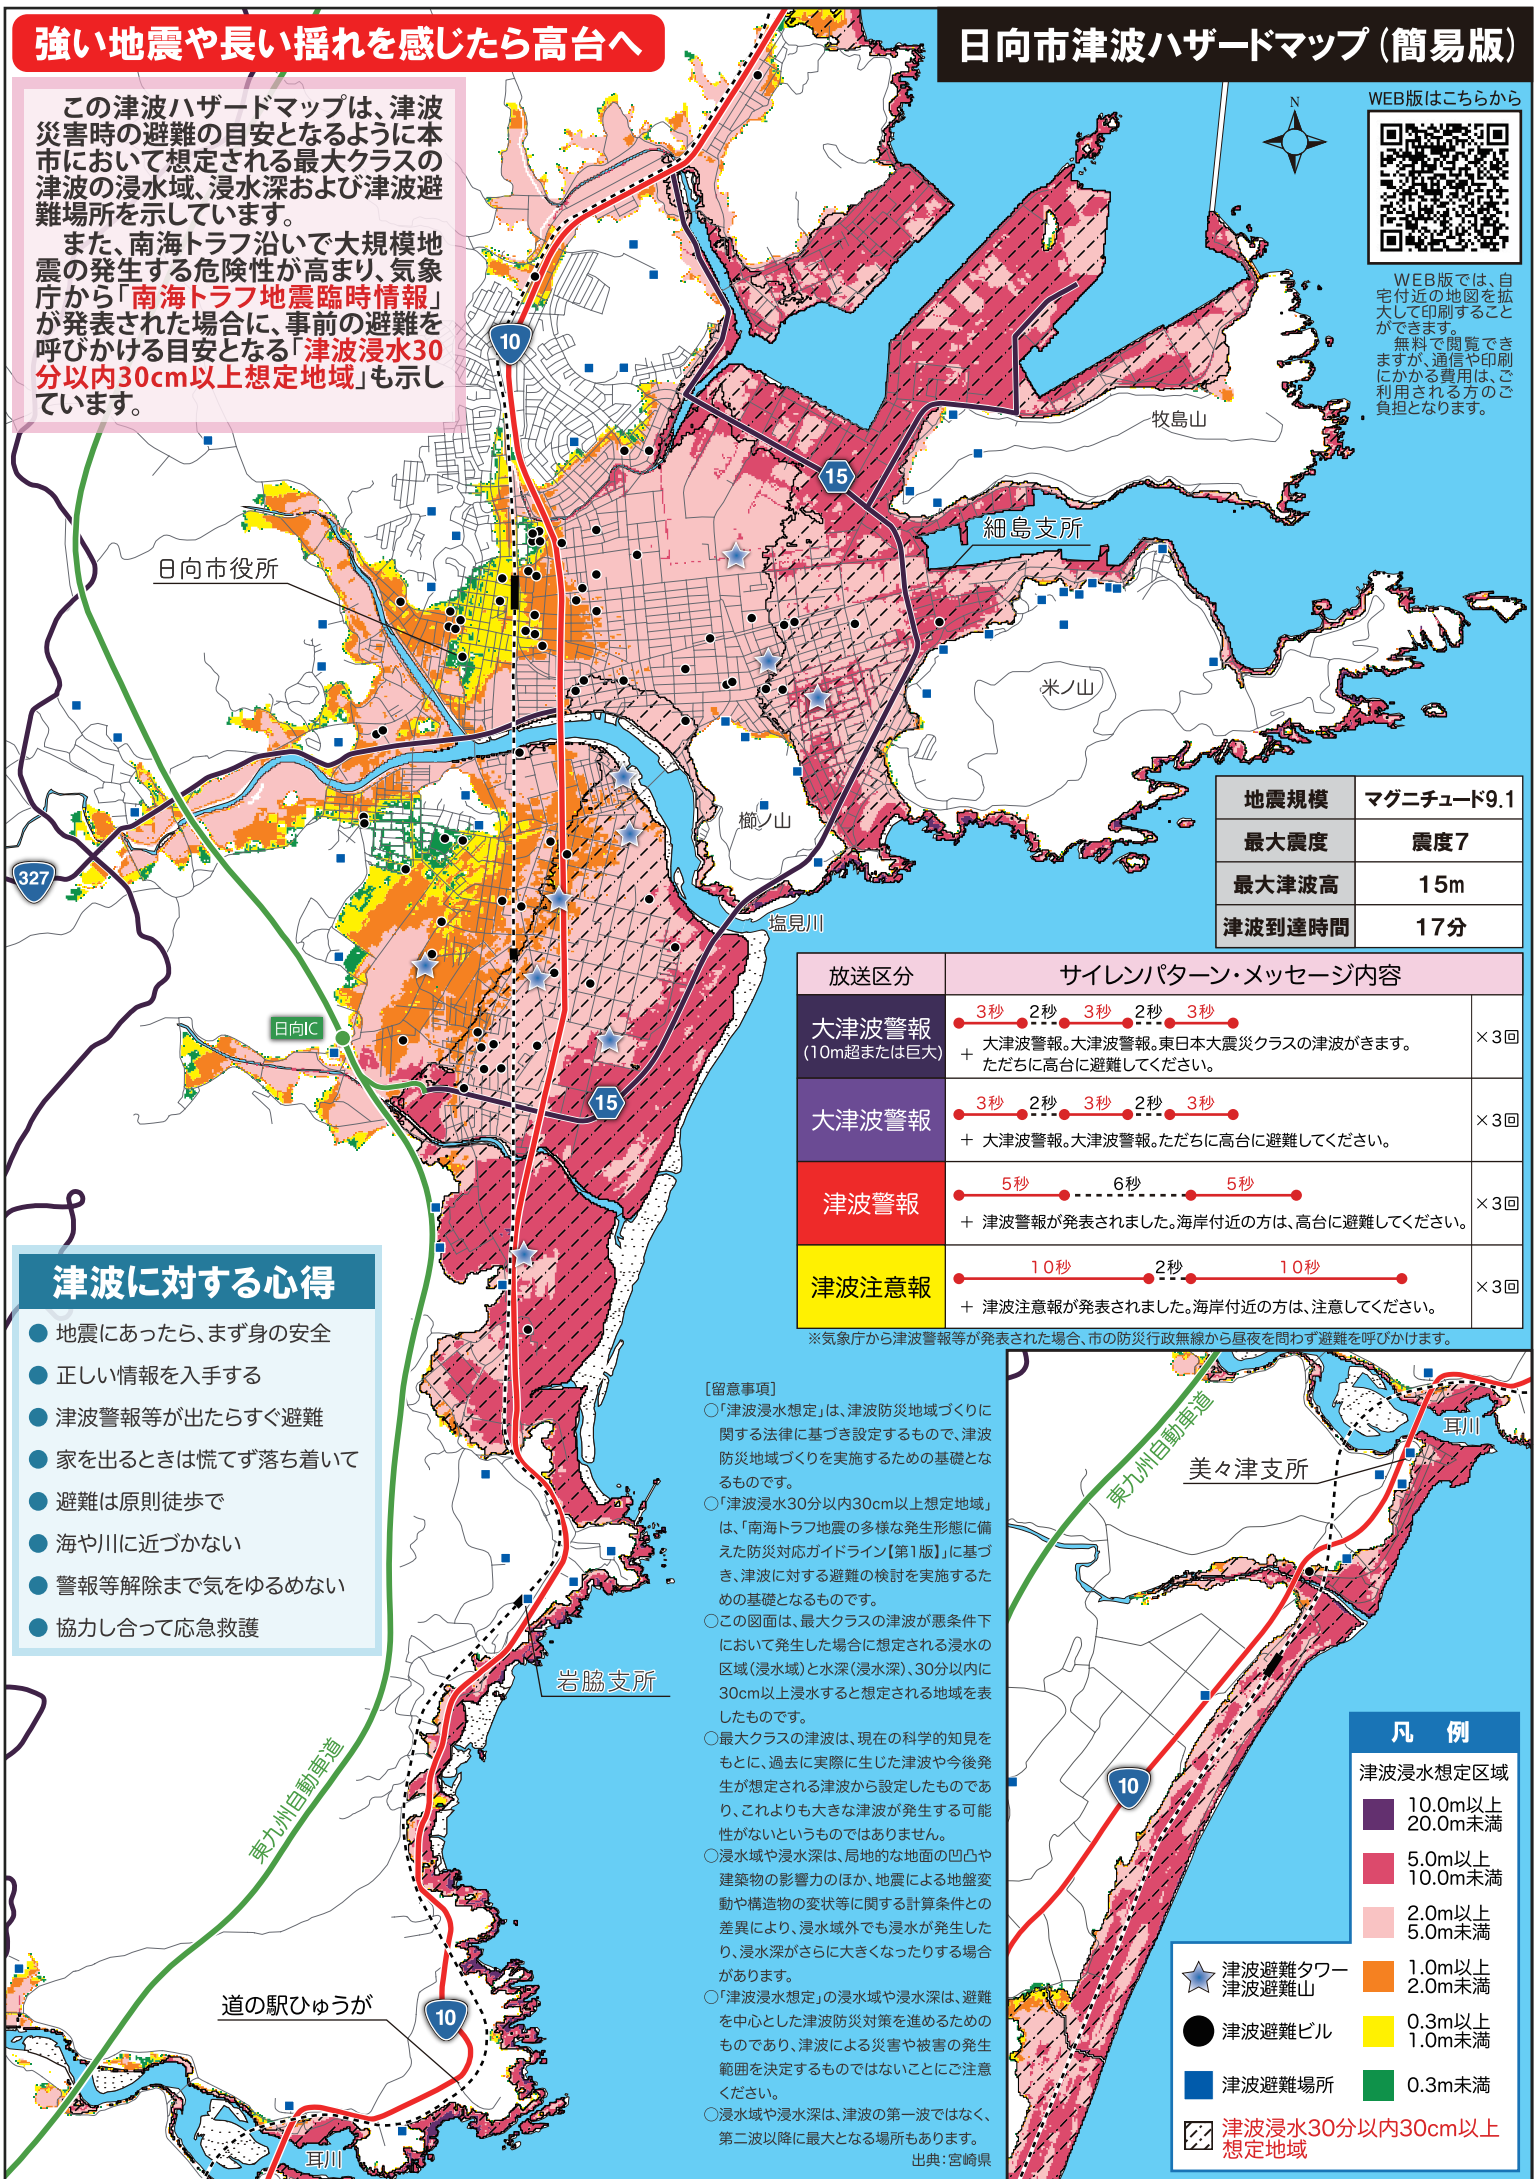 強い地震や長い揺れを感じたら高台へ
日向市津波ハザードマップ(簡易版)
この津波ハザードマップは、津波
災害時の避難の目安となるように本
市において想定される最大クラスの
津波の浸水域、浸水深および津波避
難場所を示しています。
また、南海トラフ沿いで大規模地
震の発生する危険性が高まり、気象
庁から「南海トラフ地震臨時情報」
が発表された場合に、事前の避難を
呼びかける目安となる「津波浸水30
分以内30cm以上想定地域」も示し
ています。
N
WEB版はこちらから
WEB版では、自
宅付近の地図を拡
大して印刷すること
ができます。
無料で閲覧でき
ますが、通信や印刷
にかかる費用は、ご
利用される方のご
負担となります。
10
牧島山
15
細島支所
日向市役所
米ノ山
櫛ノ山
327
塩見川
日向IC
15
地震規模 マグニチュード9.1
最大震度 震度7
最大津波高 15m
津波到達時間 17分
放送区分 サイレンパターン・メッセージ内容
大津波警報
(10m超または巨大)
3秒 2秒 3秒 2秒 3秒
+ 大津波警報。大津波警報。東日本大震災クラスの津波がきます。
ただちに高台に避難してください。
×3回
大津波警報
3秒 2秒 3秒 2秒 3秒
+ 大津波警報。大津波警報。ただちに高台に避難してください。
×3回
津波警報
5秒 6秒 5秒
+ 津波警報が発表されました。海岸付近の方は、高台に避難してください。
×3回
津波注意報
10秒 2秒 10秒
+ 津波注意報が発表されました。海岸付近の方は、注意してください。
×3回
※気象庁から津波警報等が発表された場合、市の防災行政無線から昼夜を問わず避難を呼びかけます。
津波に対する心得
● 地震にあったら、まず身の安全
● 正しい情報を入手する
● 津波警報等が出たらすぐ避難
● 家を出るときは慌てず落ち着いて
● 避難は原則徒歩で
● 海や川に近づかない
● 警報等解除まで気をゆるめない
● 協力し合って応急救護
岩脇支所
東九州自動車道
道の駅ひゅうが
10
耳川
[留意事項]
○「津波浸水想定」は、津波防災地域づくりに
関する法律に基づき設定するもので、津波
防災地域づくりを実施するための基礎とな
るものです。
○「津波浸水30分以内30cm以上想定地域」
は、「南海トラフ地震の多様な発生形態に備
えた防災対応ガイドライン【第1版】」に基づ
き、津波に対する避難の検討を実施するた
めの基礎となるものです。
○この図面は、最大クラスの津波が悪条件下
において発生した場合に想定される浸水の
区域(浸水域)と水深(浸水深)、30分以内に
30cm以上浸水すると想定される地域を表
したものです。
○最大クラスの津波は、現在の科学的知見を
もとに、過去に実際に生じた津波や今後発
生が想定される津波から設定したものであ
り、これよりも大きな津波が発生する可能
性がないというものではありません。
○浸水域や浸水深は、局地的な地面の凹凸や
建築物の影響力のほか、地震による地盤変
動や構造物の変状等に関する計算条件との
差異により、浸水域外でも浸水が発生した
り、浸水深がさらに大きくなったりする場合
があります。
○「津波浸水想定」の浸水域や浸水深は、避難
を中心とした津波防災対策を進めるための
ものであり、津波による災害や被害の発生
範囲を決定するものではないことにご注意
ください。
○浸水域や浸水深は、津波の第一波ではなく、
第二波以降に最大となる場所もあります。
出典:宮崎県
東九州自動車道
耳川
美々津支所
10
凡 例
津波浸水想定区域
10.0m以上
20.0m未満
5.0m以上
10.0m未満
2.0m以上
5.0m未満
1.0m以上
2.0m未満
0.3m以上
1.0m未満
0.3m未満
津波避難タワー
津波避難山
津波避難ビル
津波避難場所
津波浸水30分以内30cm以上
想定地域